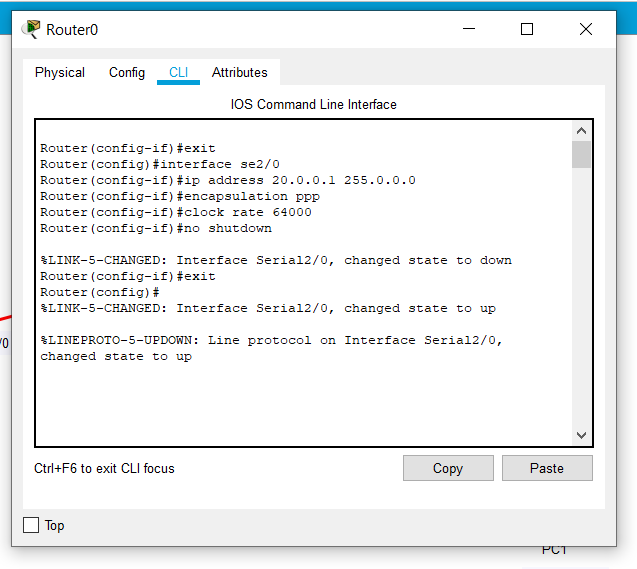 Router0
Physical Config CLI Attributes
IOS Command Line Interface
Router(config-if)#exit
Router(config)#interface se2/0
Router(config-if)#ip address 20.0.0.1 255.0.0.0
Router(config-if)#encapsulation ppp
Router(config-if)#clock rate 64000
Router(config-if)#no shutdown
%LINK-5-CHANGED: Interface Serial2/0, changed state to down
Router(config-if)#exit
Router(config)#
%LINK-5-CHANGED: Interface Serial2/0, changed state to up
%LINEPROTO-5-UPDOWN: Line protocol on Interface Serial2/0,
changed state to up
/0
Ctrl+F6 to exit CLI focus
Copy Paste
Top
PC1